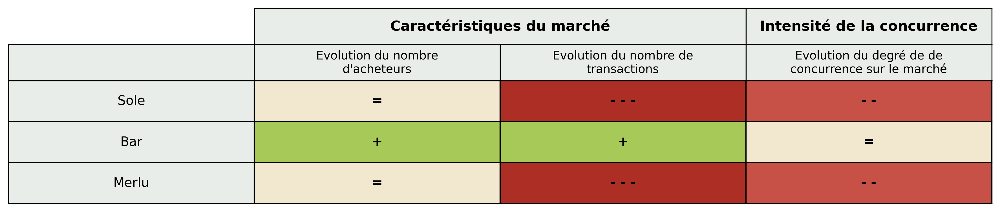 Caractéristiques du marché
Intensité de la concurrence
Evolution du nombre
d'acheteurs
Evolution du nombre de
transactions
Evolution du degré de de
concurrence sur le marché
Sole
=
- - -
- -
Bar
+
+
=
Merlu
=
- - -
- -